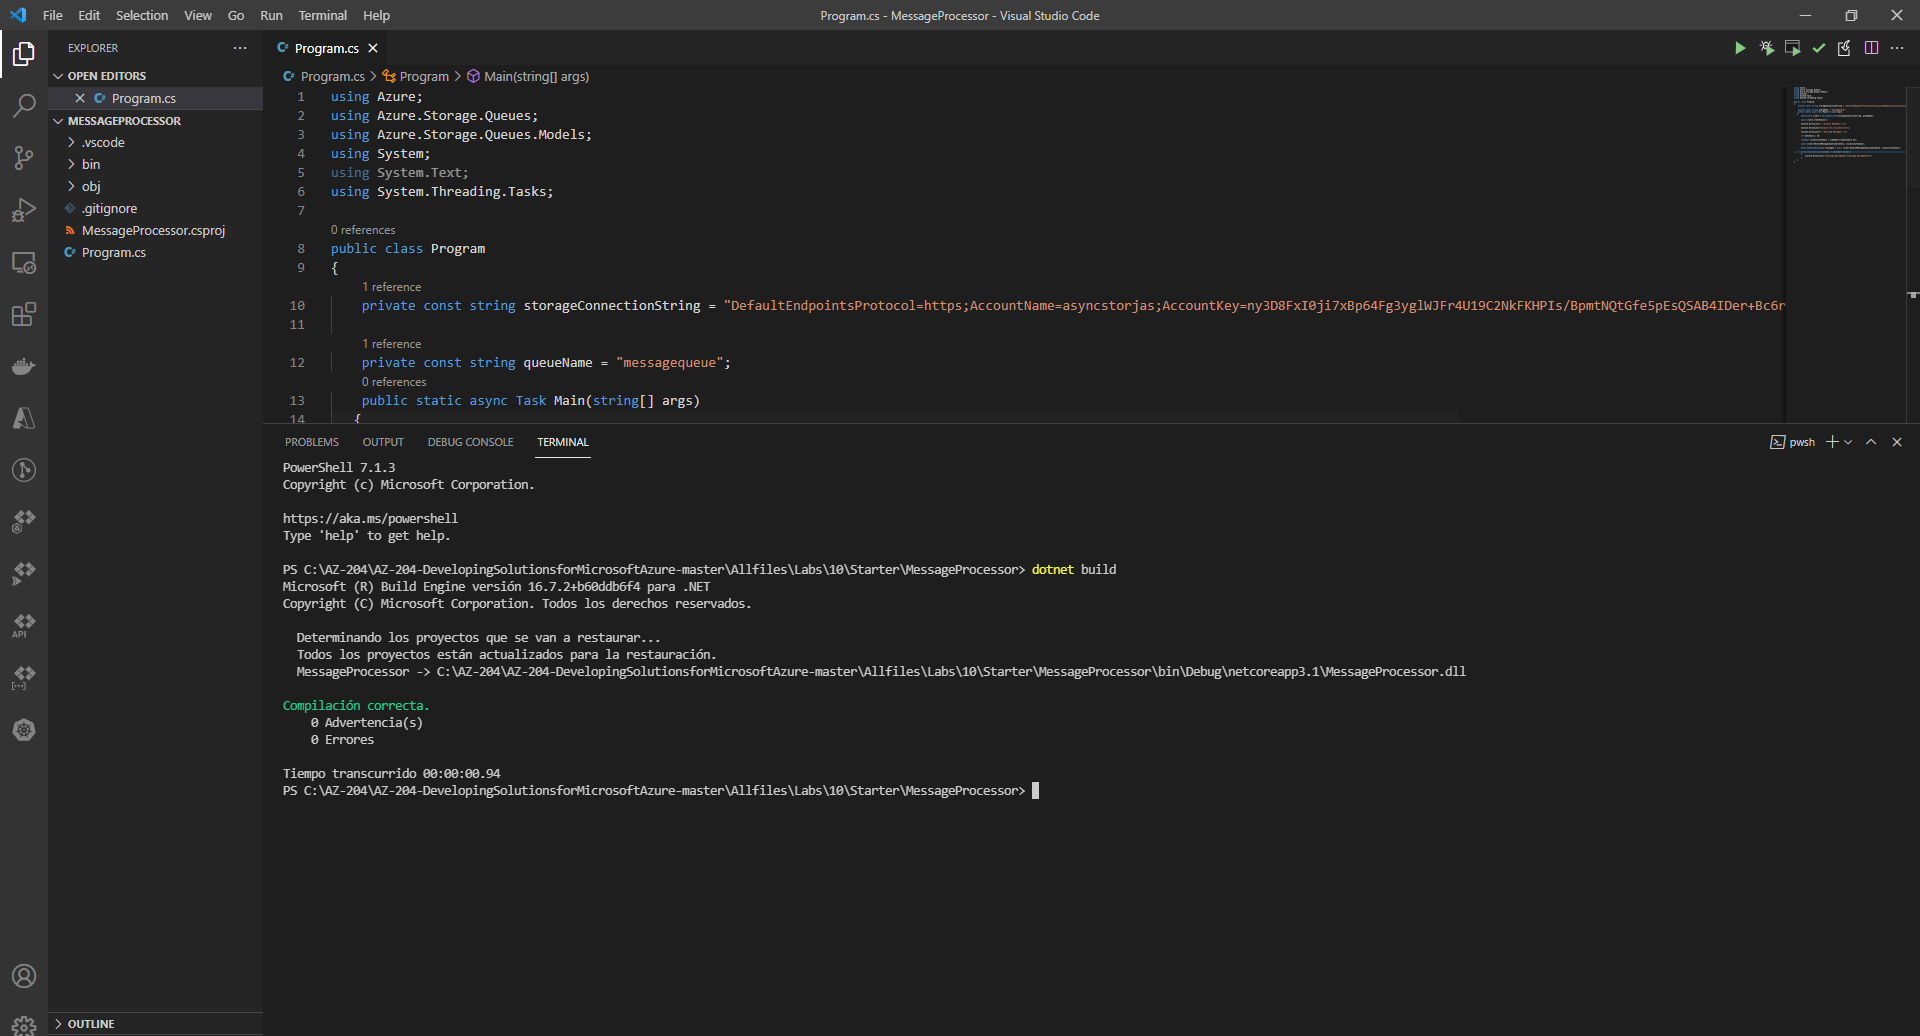 File Edit Selection View Go Run Terminal Help
Program.cs - MessageProcessor - Visual Studio Code
EXPLORER
OPEN EDITORS
Program.cs
MESSAGEPROCESSOR
.vscode
bin
obj
.gitignore
MessageProcessor.csproj
Program.cs
OUTLINE
API
Program.cs
Program.cs > Program > Main(string[] args)
1 using Azure;
2 using Azure.Storage.Queues;
3 using Azure.Storage.Queues.Models;
4 using System;
5 using System.Text;
6 using System.Threading.Tasks;
7
0 references
8 public class Program
9 {
1 reference
10 private const string storageConnectionString = "DefaultEndpointsProtocol=https;AccountName=asyncstorjas;AccountKey=
11
1 reference
12 private const string queueName = "messagequeue";
0 references
13 public static async Task Main(string[] args)
14 {
PROBLEMS OUTPUT DEBUG CONSOLE TERMINAL
pwsh
PowerShell 7.1.3
Copyright (c) Microsoft Corporation.
https://aka.ms/powershell
Type 'help' to get help.
PS C:\AZ-204\AZ-204-DevelopingSolutionsforMicrosoftAzure-master\Allfiles\Labs\10\Starter\MessageProcessor> dotnet build
Microsoft (R) Build Engine versión 16.7.2+b60ddb6f4 para .NET
Copyright (C) Microsoft Corporation. Todos los derechos reservados.
Determinando los proyectos que se van a restaurar...
Todos los proyectos están actualizados para la restauración.
MessageProcessor -> C:\AZ-204\AZ-204-DevelopingSolutionsforMicrosoftAzure-master\Allfiles\Labs\10\Starter\MessageProcessor\bin\Debug\netcoreapp3.1\MessageProcessor.dll
Compilación correcta.
0 Advertencia(s)
0 Errores
Tiempo transcurrido 00:00:00.94
PS C:\AZ-204\AZ-204-DevelopingSolutionsforMicrosoftAzure-master\Allfiles\Labs\10\Starter\MessageProcessor>